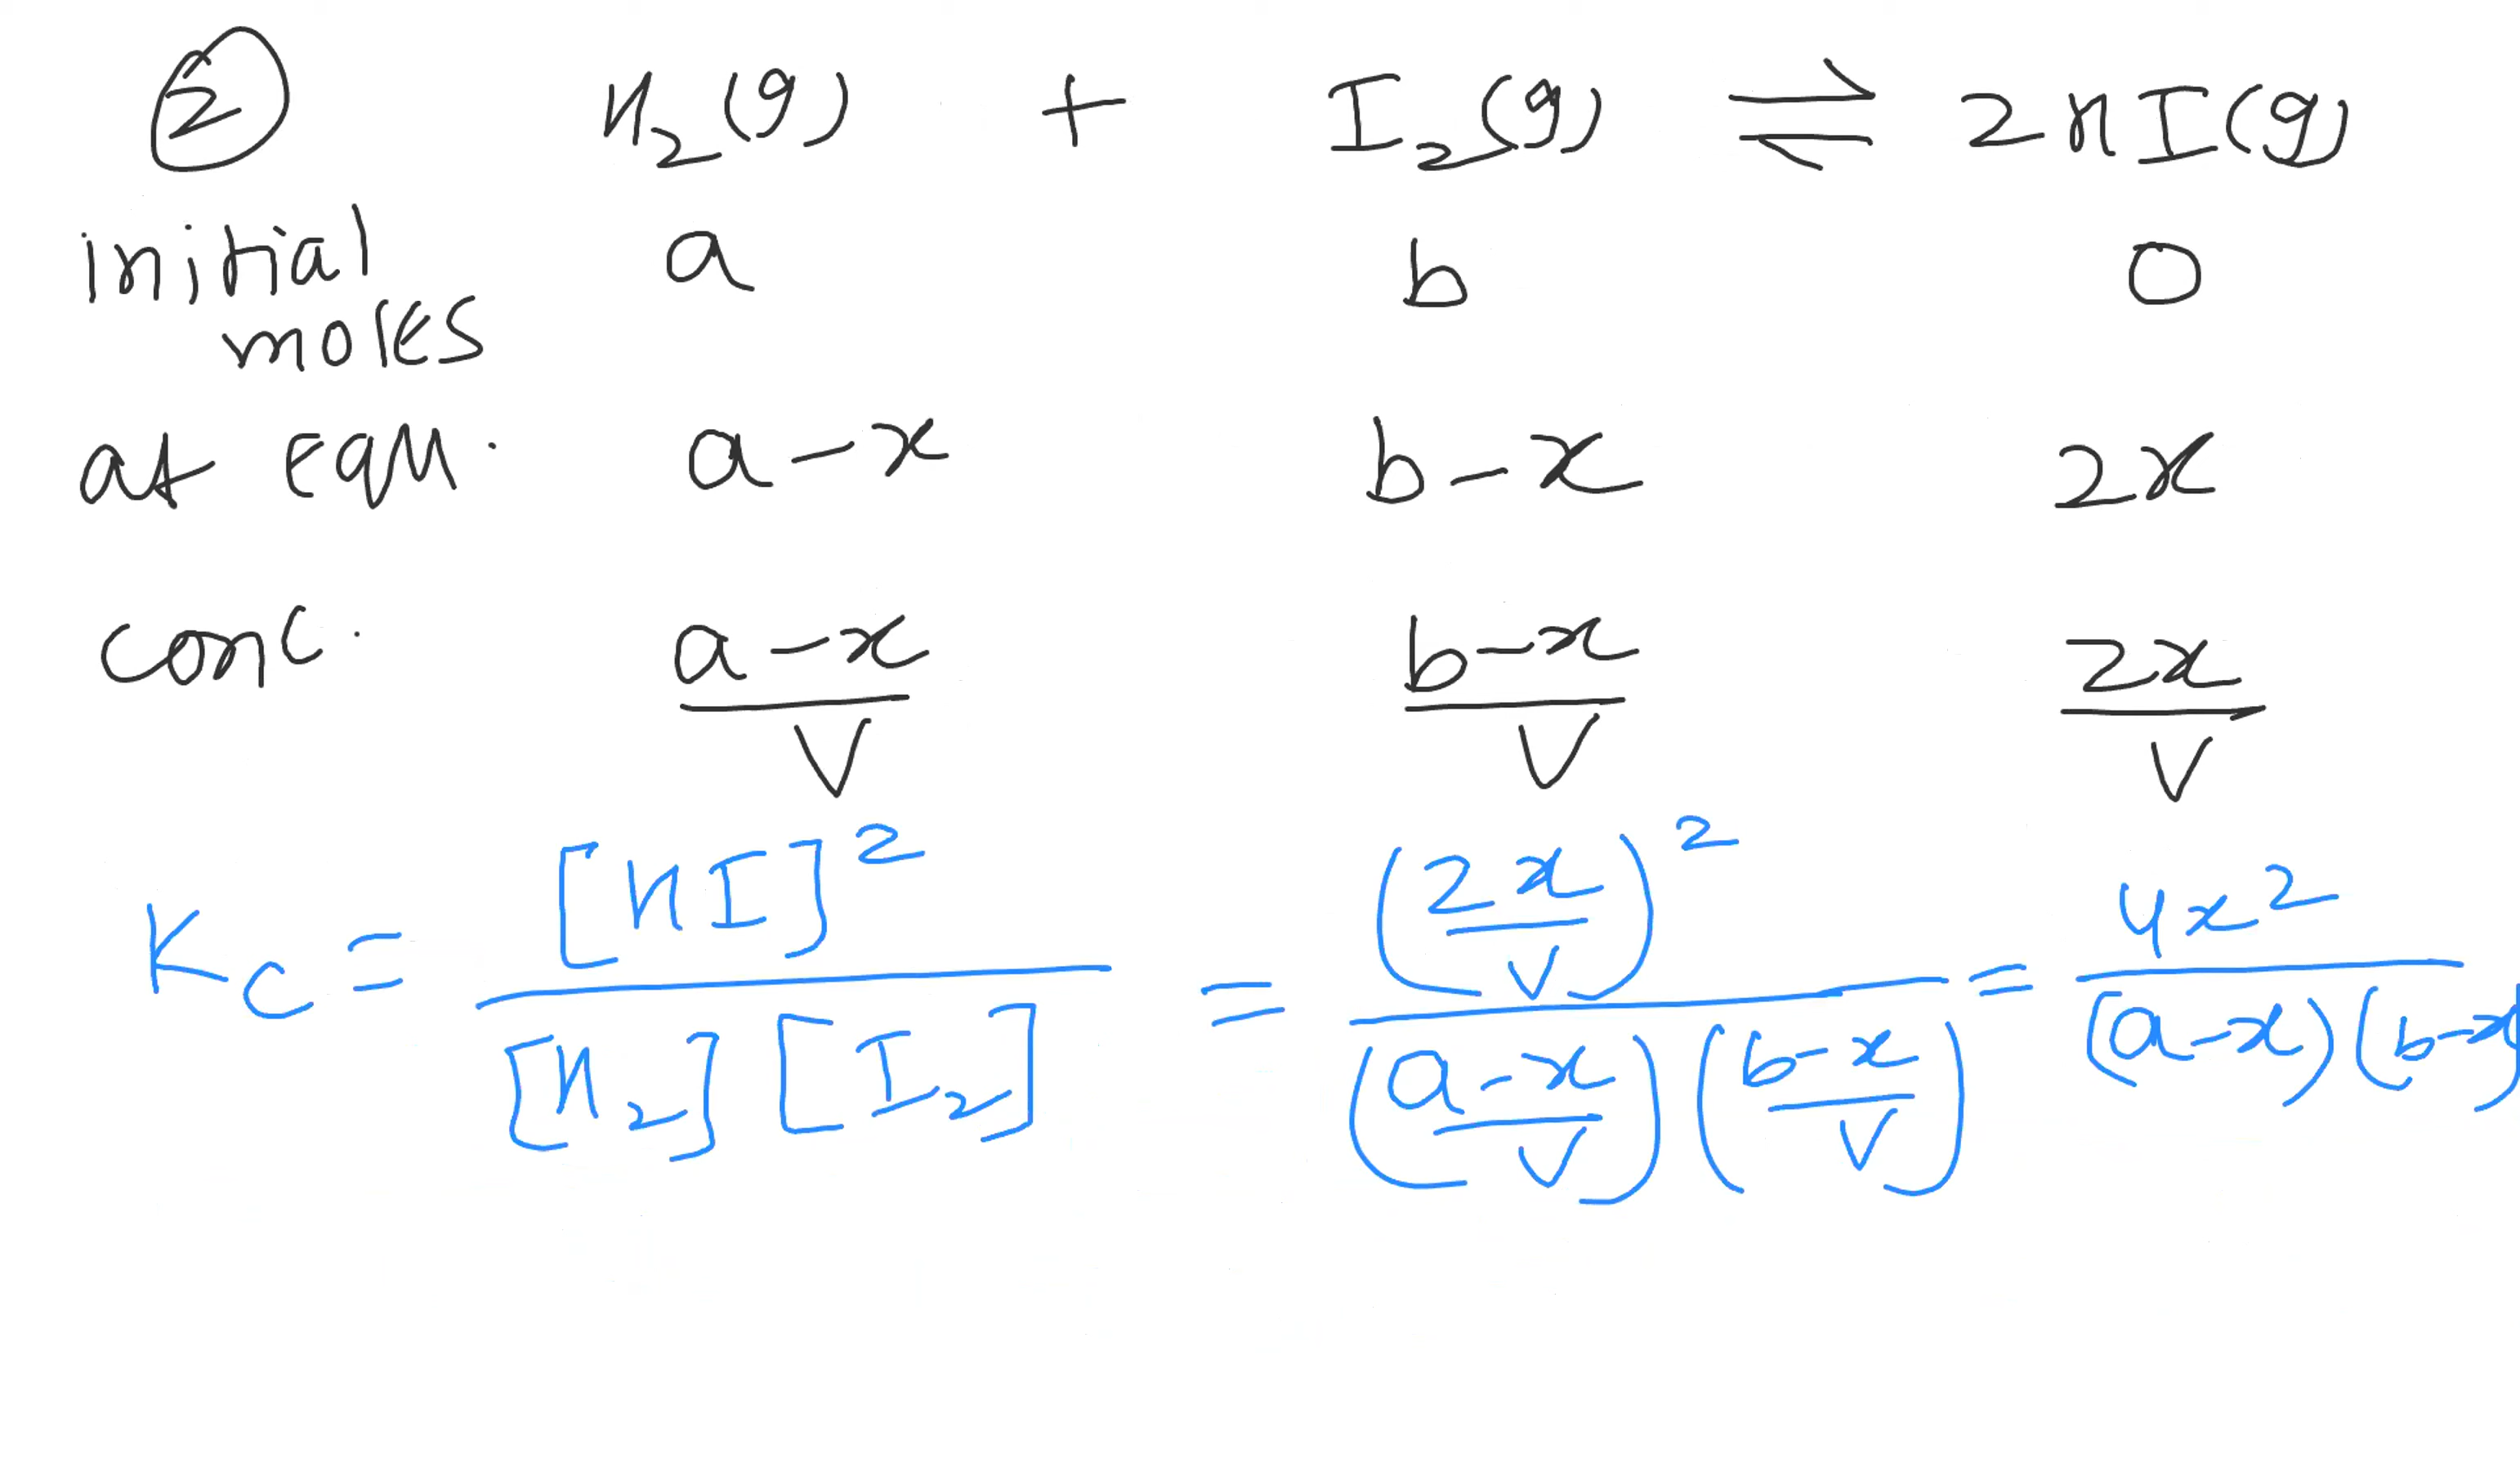 2 H₂(g) + I₂(g) ⇌ 2HI(g)
initial a b 0
moles
at Eqm. a-x b-x 2x
conc. (a-x)/V (b-x)/V 2x/V
Kc = [HI]²/[H₂][I₂] = (2x/V)²/((a-x)/V)((b-x)/V) = 4x²/(a-x)(b-x)